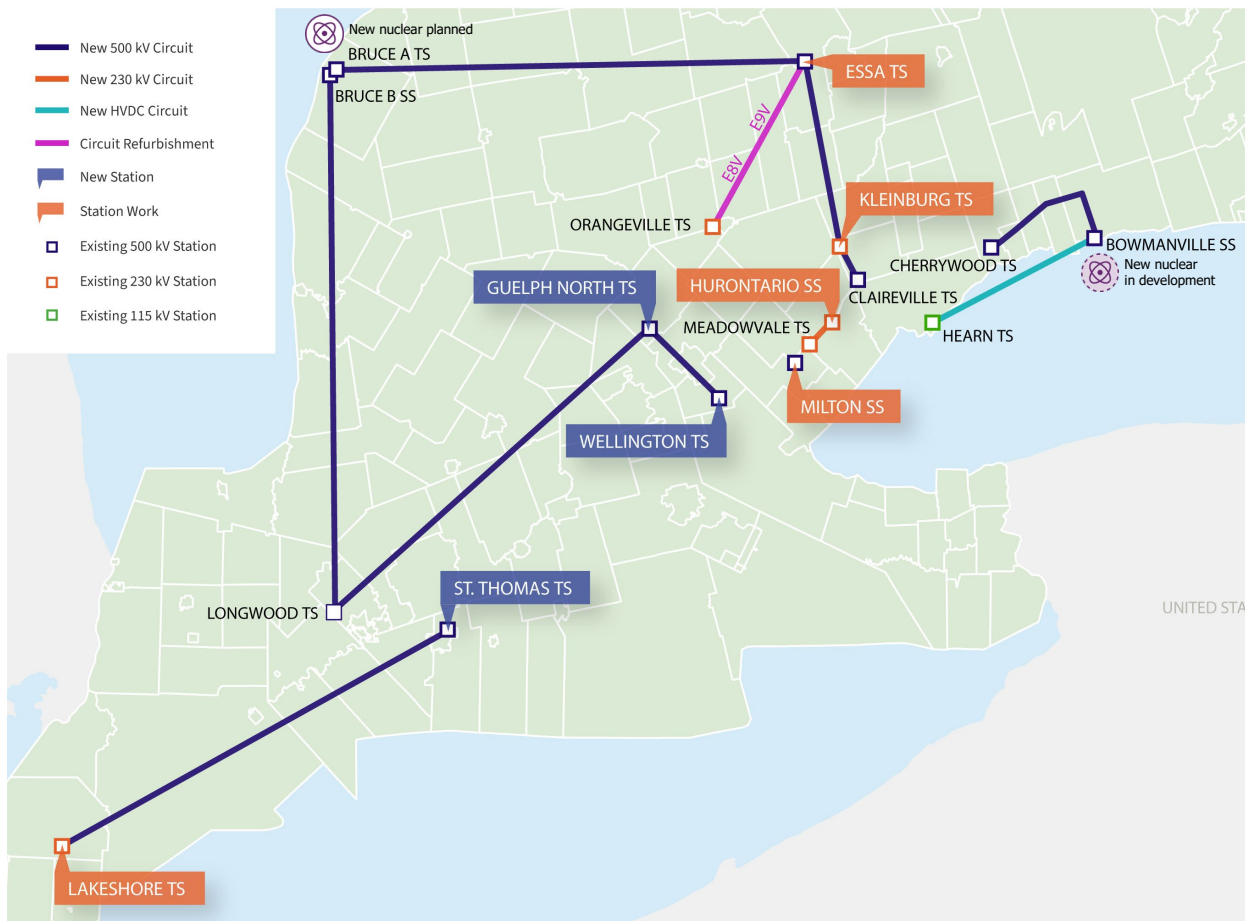 New 500 kV Circuit
New 230 kV Circuit
New HVDC Circuit
Circuit Refurbishment
New Station
Station Work
Existing 500 kV Station
Existing 230 kV Station
Existing 115 kV Station
New nuclear planned
BRUCE A TS
BRUCE B SS
ESSA TS
E9V
E8V
ORANGEVILLE TS
KLEINBURG TS
CHERRYWOOD TS
BOWMANVILLE SS
New nuclear
in development
GUELPH NORTH TS
HURONTARIO SS
CLAIREVILLE TS
MEADOWVALE TS
HEARN TS
MILTON SS
WELLINGTON TS
ST. THOMAS TS
LONGWOOD TS
UNITED STA
LAKESHORE TS